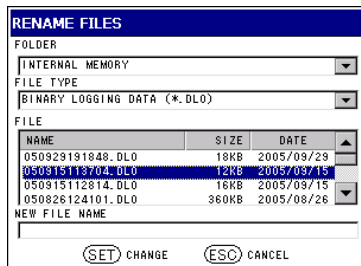 RENAME FILES
FOLDER
INTERNAL MEMORY
FILE TYPE
BINARY LOGGING DATA (*.DLO)
FILE
NAME SIZE DATE
050929191848.DLO 18KB 2005/09/29
050915113704.DLO 12KB 2005/09/15
050915112814.DLO 16KB 2005/09/15
050826124101.DLO 360KB 2005/08/26
NEW FILE NAME
SET CHANGE ESC CANCEL